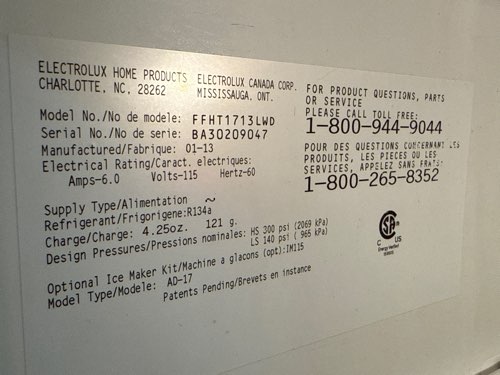 ELECTROLUX HOME PRODUCTS
CHARLOTTE, NC, 28262
ELECTROLUX CANADA CORP.
MISSISSAUGA, ONT.
Model No./No de modele: FFHT1713LWD
Serial No./No de serie: BA30209047
Manufactured/Fabrique: 01-13
Electrical Rating/Caract. electriques:
Amps-6.0 Volts-115 Hertz-60
Supply Type/Alimentation ~
Refrigerant/Frigorigene:R134a
Charge/Charge: 4.25oz. 121 g.
Design Pressures/Pressions nominales: HS 300 psi (2069 kPa)
LS 140 psi ( 965 kPa)
Optional Ice Maker Kit/Machine a glacons (opt):IM115
Model Type/Modele: AD-17
Patents Pending/Brevets en instance
FOR PRODUCT QUESTIONS, PARTS
OR SERVICE
PLEASE CALL TOLL FREE:
1-800-944-9044
POUR DES QUESTIONS CONCERNANT LES
PRODUITS, LES PIECES OU LES
SERVICES, APPELEZ SANS FRAIS:
1-800-265-8352
C US
Energy Verified